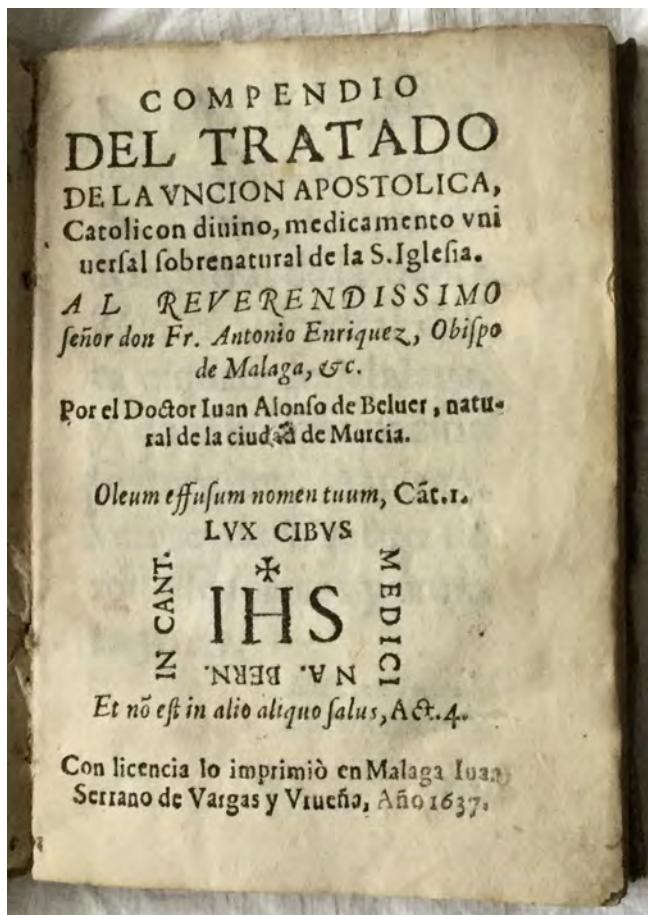 COMPENDIO
DEL TRATADO
DE LA VNCION APOSTOLICA,
Catolicon diuino, medicamento vni
uerſal ſobrenatural de la S.Igleſia.
AL REVERENDISSIMO
ſeñor don Fr. Antonio Enriquez, Obiſpo
de Malaga, &c.
Por el Doctor Iuan Alonſo de Beluer, natu-
ral de la ciudad de Murcia.
Oleum effuſum nomen tuum, Cãt.1.
LVX CIBVS
MEDICI
NA. BERN.
IN CANT.
IHS
Et nõ eſt in alio aliquo ſalus, Act.4.
Con licencia lo imprimiò en Malaga Iuan
Serrano de Vargas y Vrueña, Año 1637.